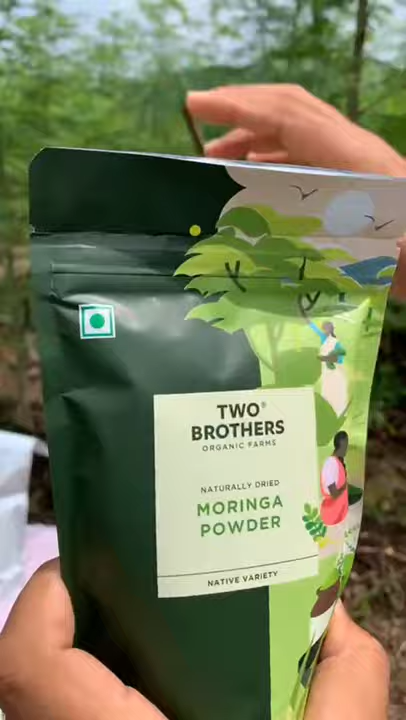 TWO®
BROTHERS
ORGANIC FARMS
NATURALLY DRIED
MORINGA
POWDER
NATIVE VARIETY